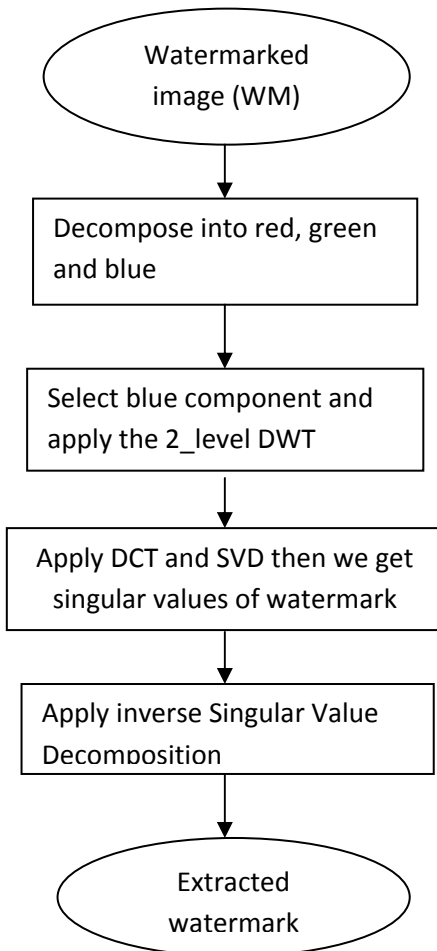 Watermarked
image (WM)
Decompose into red, green
and blue
Select blue component and
apply the 2_level DWT
Apply DCT and SVD then we get
singular values of watermark
Apply inverse Singular Value
Decomposition
Extracted
watermark